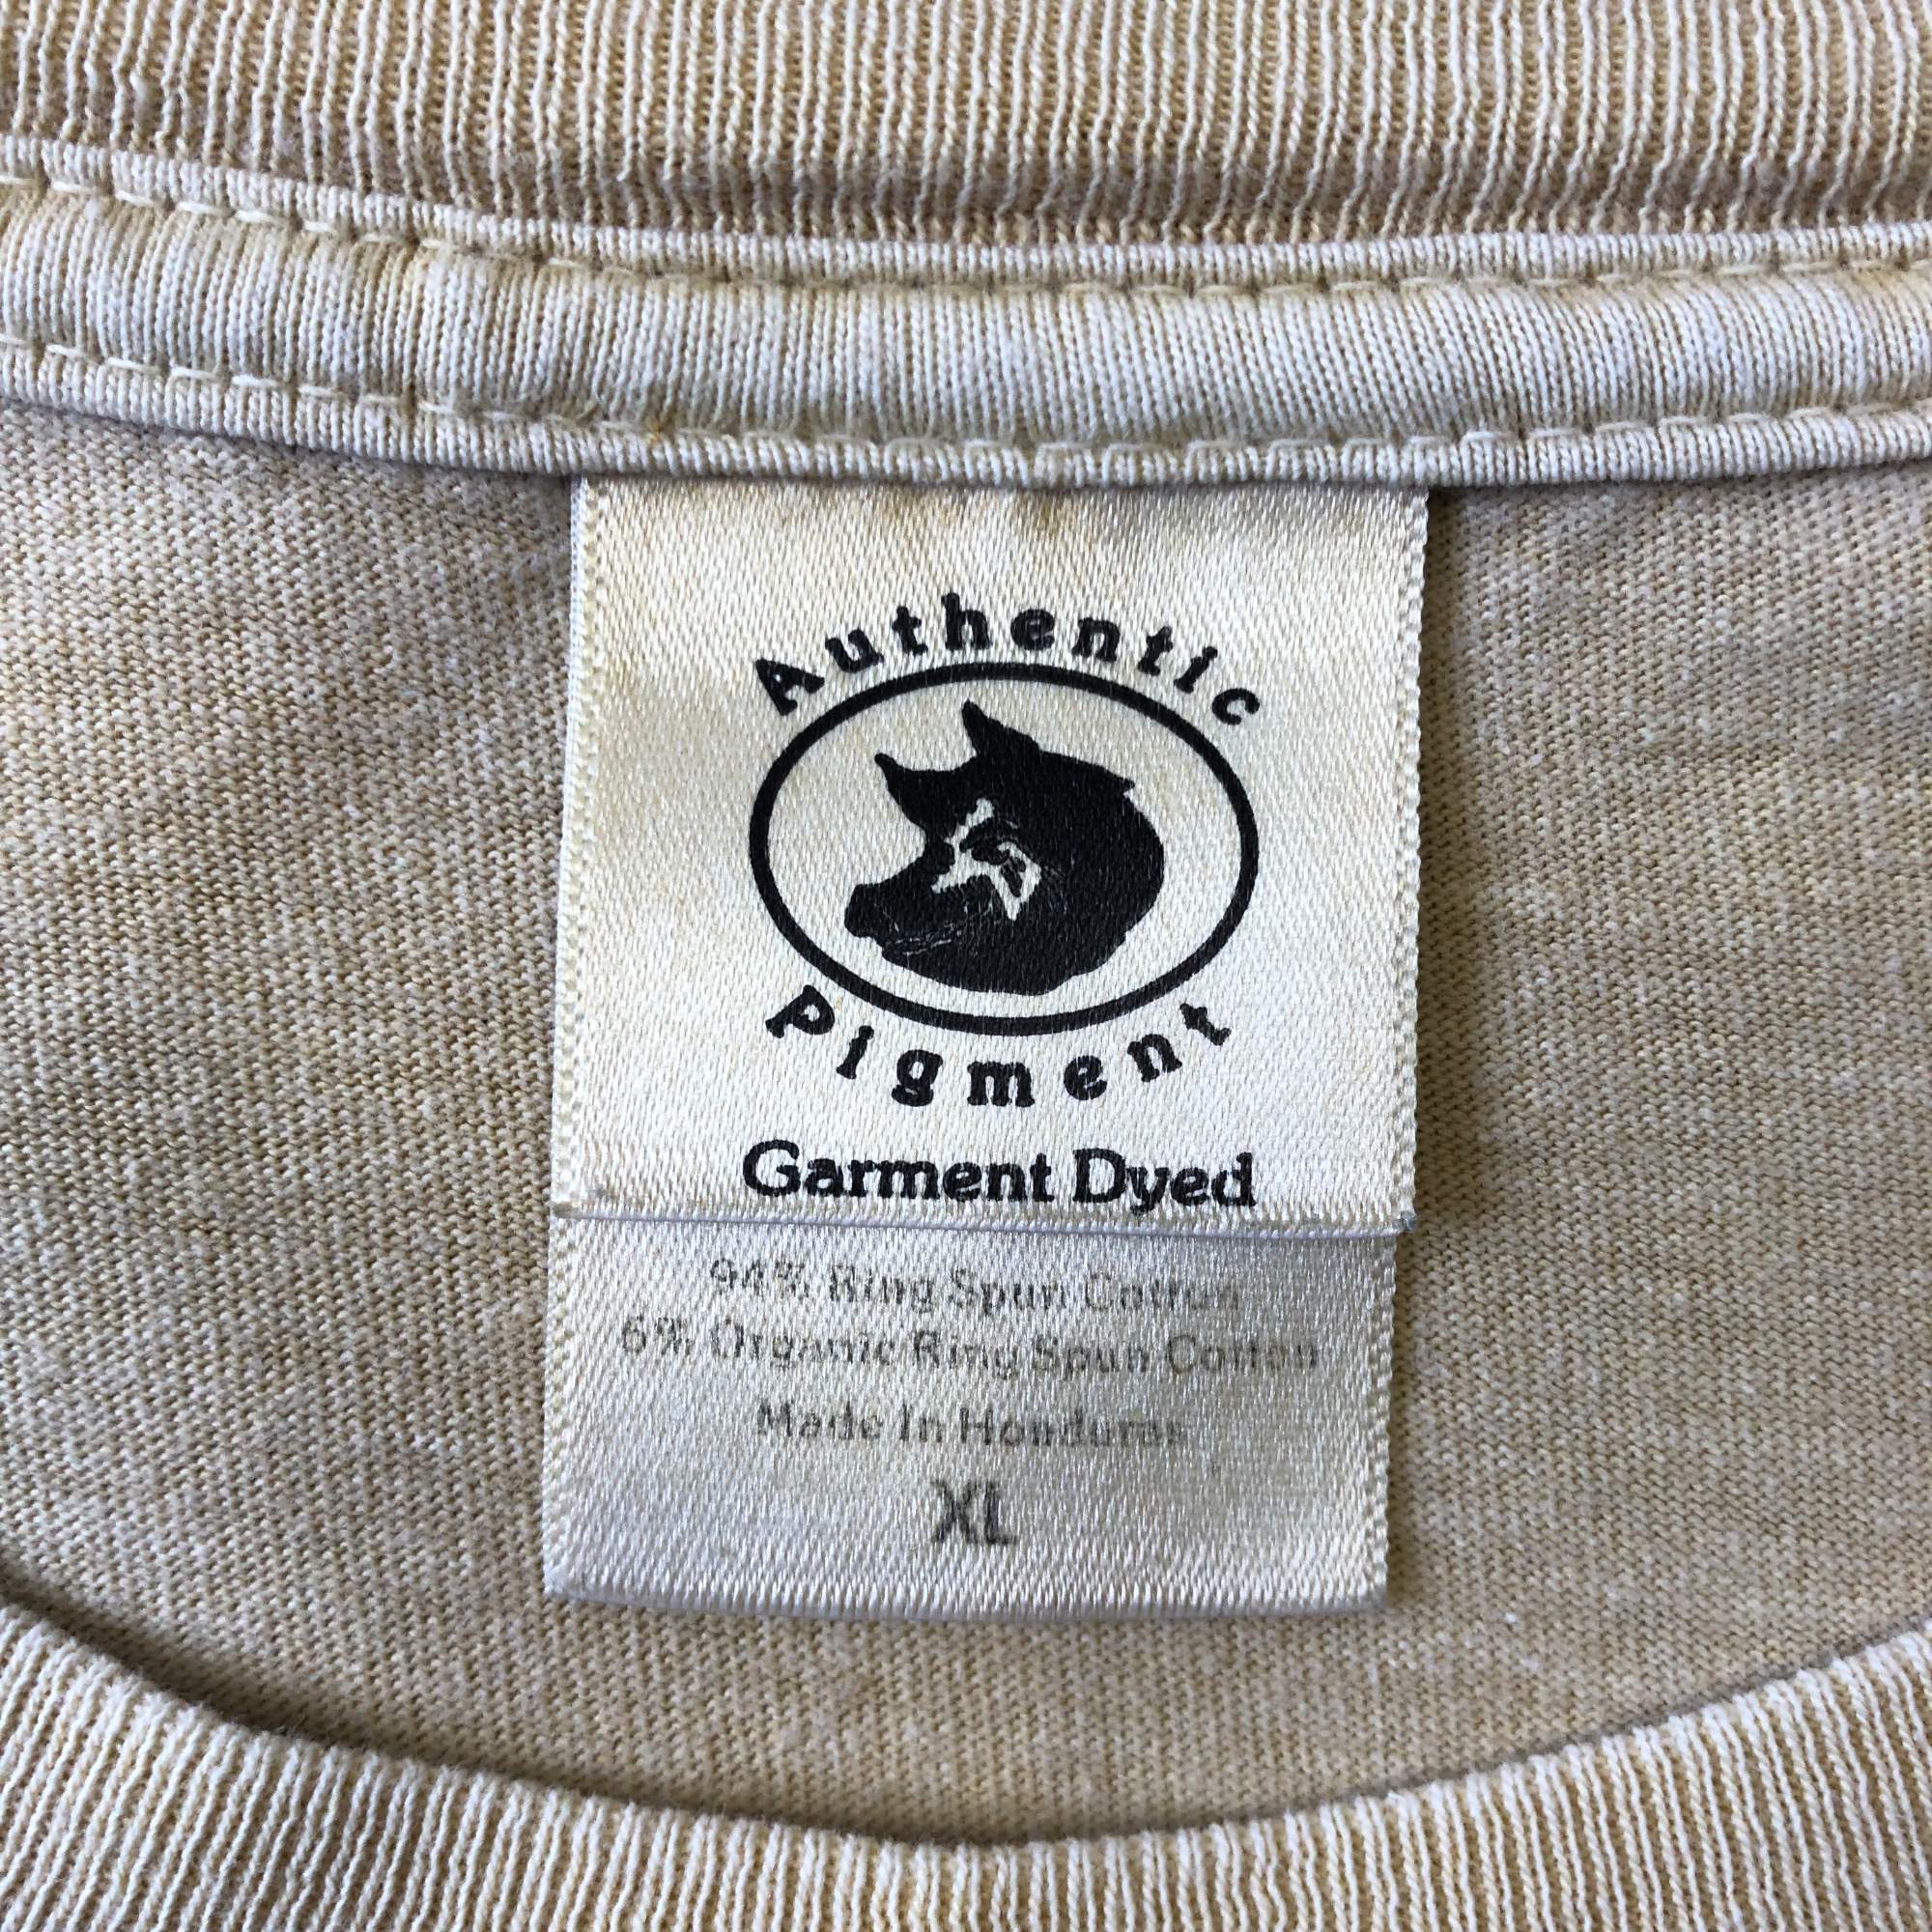 Authentic
Pigment
Garment Dyed
94% Ring Spun Cotton
6% Organic Ring Spun Cotton
Made In Honduras
XL